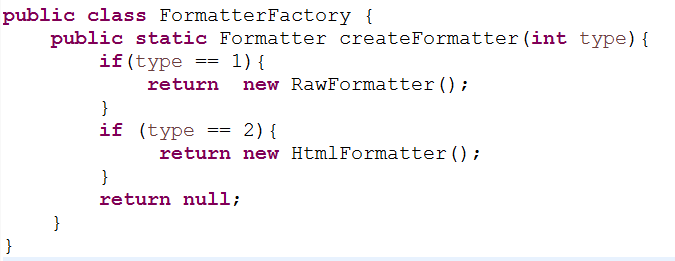 public class FormatterFactory {
    public static Formatter createFormatter(int type){
        if(type == 1){
            return  new RawFormatter();
        }
        if (type == 2){
             return new HtmlFormatter();
        }
        return null;
    }
}